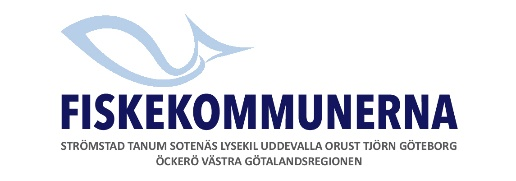 FISKEKOMMUNERNA
STRÖMSTAD TANUM SOTENÄS LYSEKIL UDDEVALLA ORUST TJÖRN GÖTEBORG
ÖCKERÖ VÄSTRA GÖTALANDSREGIONEN